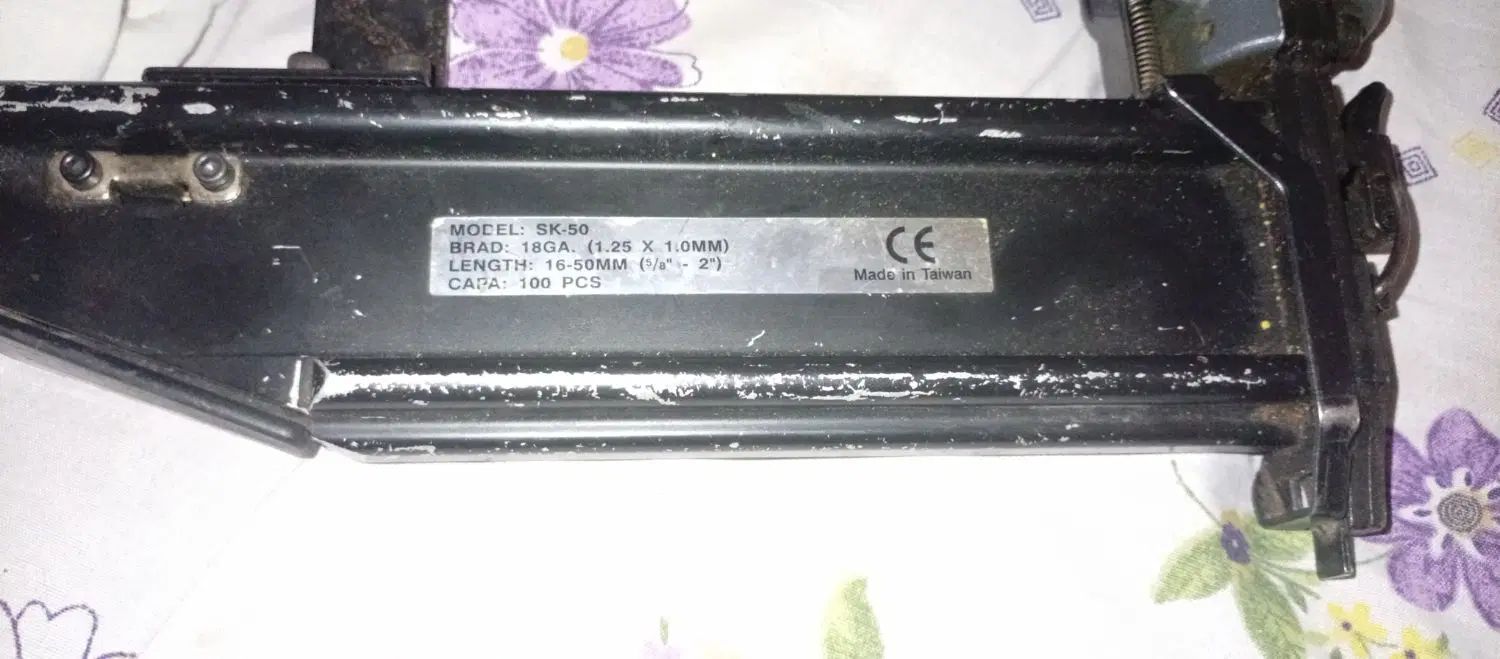 MODEL: SK-50
BRAD: 18GA. (1.25 X 1.0MM)
LENGTH: 16-50MM (5/8" - 2")
CAPA: 100 PCS
CE
Made in Taiwan